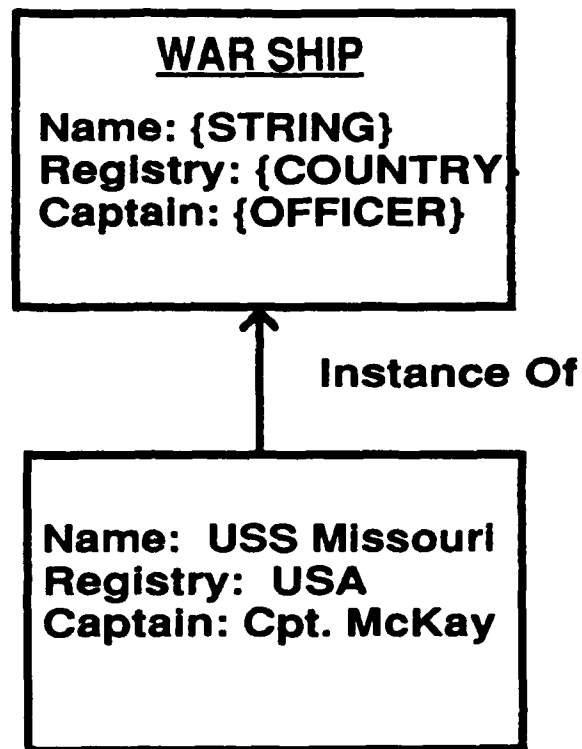 WAR SHIP
Name: {STRING}
Registry: {COUNTRY}
Captain: {OFFICER}
Instance Of
Name: USS Missouri
Registry: USA
Captain: Cpt. McKay